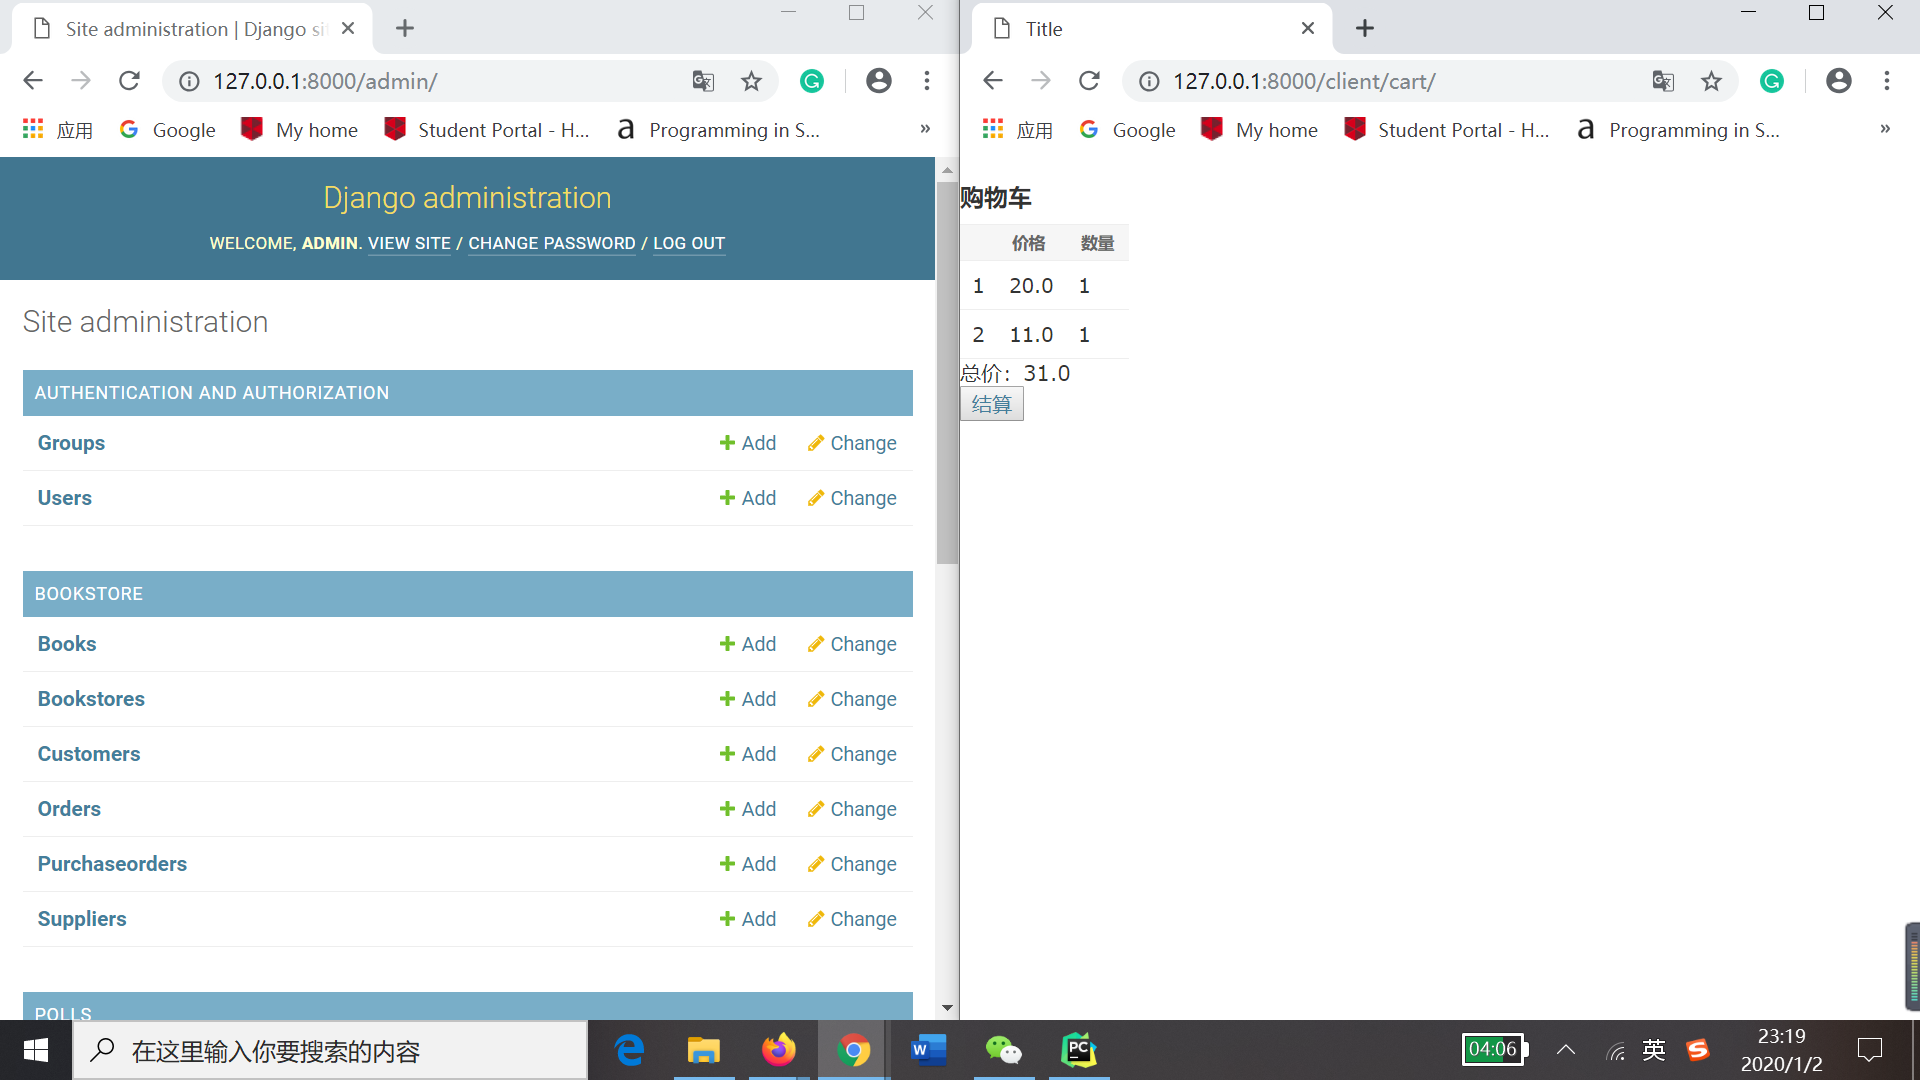 Site administration | Django si
127.0.0.1:8000/admin/
应用 Google My home Student Portal - H... Programming in S... »
Django administration
WELCOME, ADMIN. VIEW SITE / CHANGE PASSWORD / LOG OUT
Site administration
AUTHENTICATION AND AUTHORIZATION
Groups Add Change
Users Add Change
BOOKSTORE
Books Add Change
Bookstores Add Change
Customers Add Change
Orders Add Change
Purchaseorders Add Change
Suppliers Add Change
POLLS
Title
127.0.0.1:8000/client/cart/
应用 Google My home Student Portal - H... Programming in S... »
购物车
价格 数量
1 20.0 1
2 11.0 1
总价：31.0
结算
在这里输入你要搜索的内容
04:06
英
23:19
2020/1/2